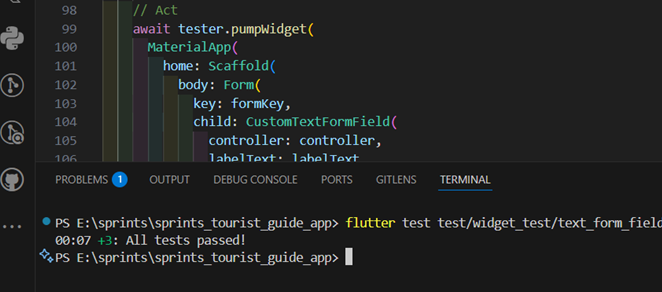 98 // Act
99 await tester.pumpWidget(
100 MaterialApp(
101 home: Scaffold(
102 body: Form(
103 key: formKey,
104 child: CustomTextFormField(
105 controller: controller,
106 labelText: labelText
PROBLEMS 1 OUTPUT DEBUG CONSOLE PORTS GITLENS TERMINAL
PS E:\sprints\sprints_tourist_guide_app> flutter test test/widget_test/text_form_field
00:07 +3: All tests passed!
PS E:\sprints\sprints_tourist_guide_app>